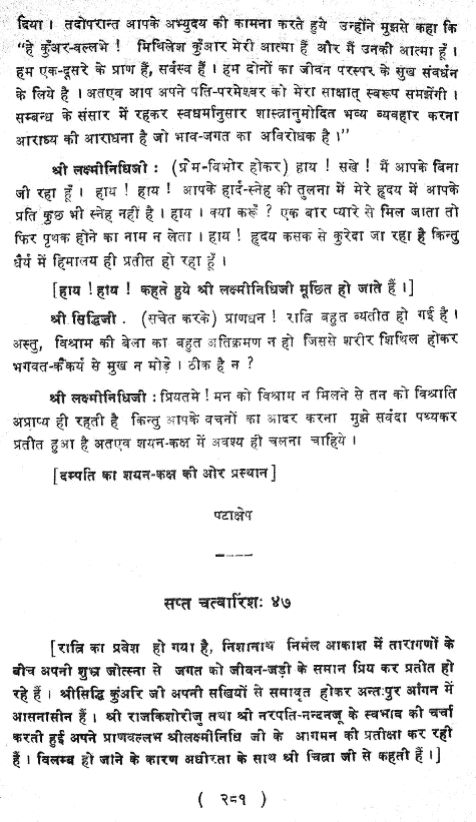 दिया । तदोपरान्त आपके अभ्युदय की कामना करते हुये उन्होंने मुझसे कहा कि
"हे कुँअर-वल्लभे ! मिथिलेश कुँआर मेरी आत्मा हैं और मैं उनकी आत्मा हूँ ।
हम एक-दूसरे के प्राण हैं, सर्वस्व हैं । हम दोनों का जीवन परस्पर के सुख संवर्धन
के लिये है । अतएव आप अपने पति-परमेश्वर को मेरा साक्षात् स्वरूप समझेंगी ।
सम्बन्ध के संसार में रहकर स्वधर्मानुसार शास्त्रानुमोदित भव्य व्यवहार करना
आराध्य की आराधना है जो भाव-जगत का अविरोधक है ।"
श्री लक्ष्मीनिधिजी : (प्रेम-विभोर होकर) हाय ! सखे ! मैं आपके बिना
जी रहा हूँ । हाय ! हाय ! आपके हार्द-स्नेह की तुलना में मेरे हृदय में आपके
प्रति कुछ भी स्नेह नहीं है । हाय । क्या करूँ ? एक बार प्यारे से मिल जाता तो
फिर पृथक होने का नाम न लेता । हाय ! हृदय कसक से कुरेदा जा रहा है किन्तु
धैर्य में हिमालय ही प्रतीत हो रहा हूँ ।
[हाय ! हाय ! कहते हुये श्री लक्ष्मीनिधिजी मूछित हो जाते हैं ।]
श्री सिद्धिजी . (सचेत करके) प्राणधन ! रात्रि बहुत व्यतीत हो गई है ।
अस्तु, विश्राम की बेला का बहुत अतिक्रमण न हो जिससे शरीर शिथिल होकर
भगवत-कैंकर्य से मुख न मोड़े । ठीक है न ?
श्री लक्ष्मीनिधिजी : प्रियतमे ! मन को विश्राम न मिलने से तन को विश्रांति
अप्राप्य ही रहती है किन्तु आपके वचनों का आदर करना मुझे सर्वदा पथ्यकर
प्रतीत हुआ है अतएव शयन-कक्ष में अवश्य ही चलना चाहिये ।
[दम्पति का शयन-कक्ष की ओर प्रस्थान]
पटाक्षेप
सप्त चत्वारिंशः ४७
[रात्रि का प्रवेश हो गया है, निशानाथ निर्मल आकाश में तारागणों के
बीच अपनी शुभ्र जोत्स्ना से जगत को जीवन-जड़ी के समान प्रिय कर प्रतीत हो
रहे हैं । श्रीसिद्धि कुँअरि जी अपनी सखियों से समावृत होकर अन्तःपुर आँगन में
आसनासीन हैं । श्री राजकिशोरीजु तथा श्री नरपति-नन्दनजू के स्वभाव की चर्चा
करती हुई अपने प्राणवल्लभ श्रीलक्ष्मीनिधि जी के आगमन की प्रतीक्षा कर रही
हैं । विलम्ब हो जाने के कारण अधीरता के साथ श्री चित्रा जी से कहती हैं ।]
( २८१ )